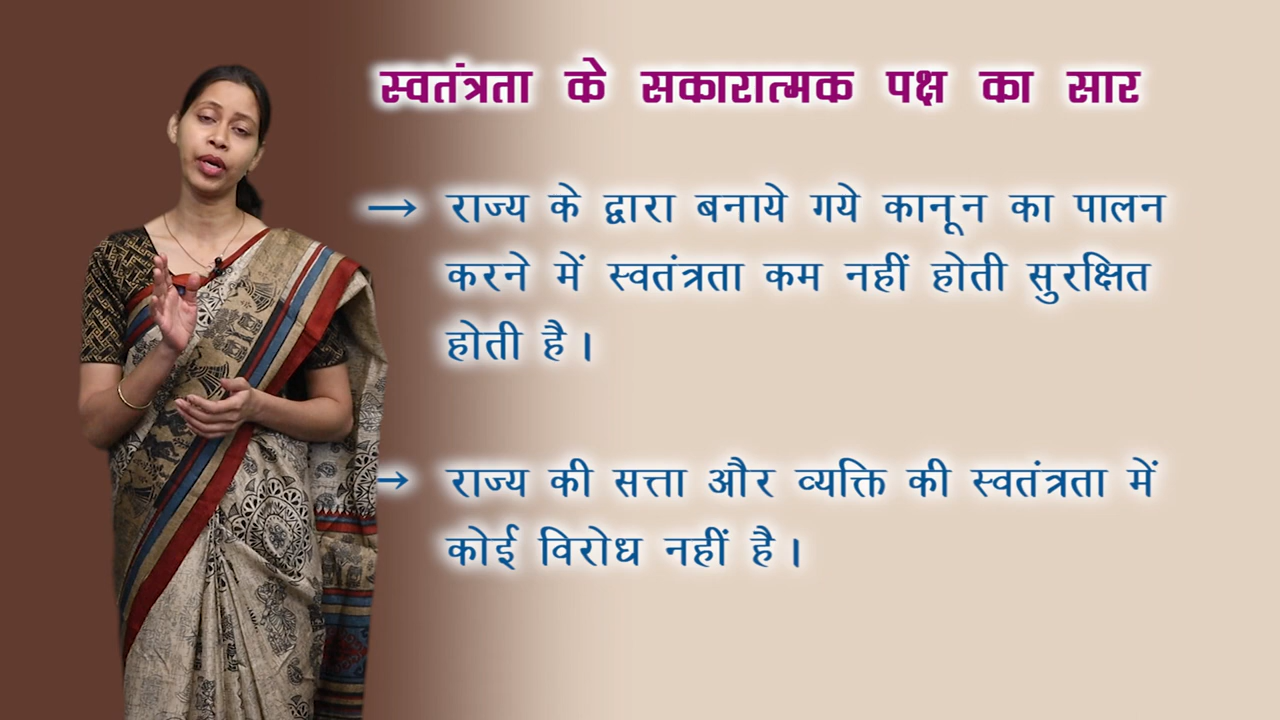 स्वतंत्रता के सकारात्मक पक्ष का सार
→ राज्य के द्वारा बनाये गये कानून का पालन
करने में स्वतंत्रता कम नहीं होती सुरक्षित
होती है।
→ राज्य की सत्ता और व्यक्ति की स्वतंत्रता में
कोई विरोध नहीं है।